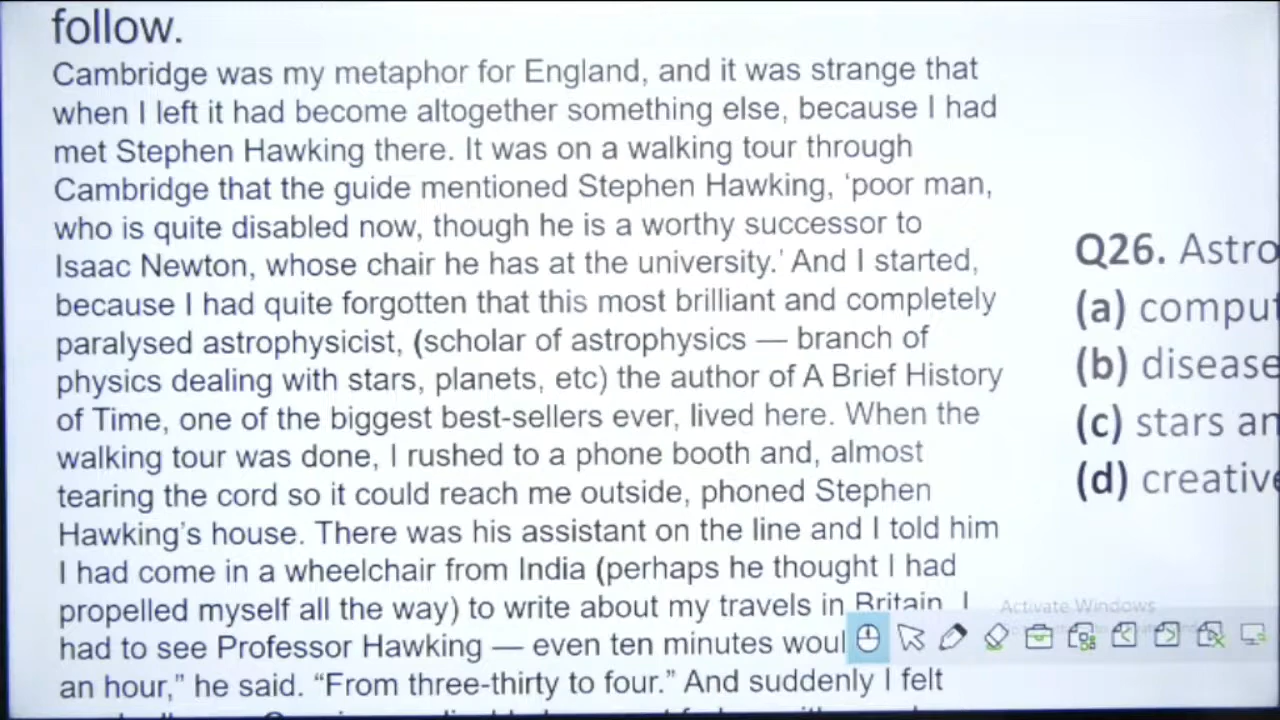 follow.
Cambridge was my metaphor for England, and it was strange that
when I left it had become altogether something else, because I had
met Stephen Hawking there. It was on a walking tour through
Cambridge that the guide mentioned Stephen Hawking, ‘poor man,
who is quite disabled now, though he is a worthy successor to
Isaac Newton, whose chair he has at the university.’ And I started,
because I had quite forgotten that this most brilliant and completely
paralysed astrophysicist, (scholar of astrophysics — branch of
physics dealing with stars, planets, etc) the author of A Brief History
of Time, one of the biggest best-sellers ever, lived here. When the
walking tour was done, I rushed to a phone booth and, almost
tearing the cord so it could reach me outside, phoned Stephen
Hawking’s house. There was his assistant on the line and I told him
I had come in a wheelchair from India (perhaps he thought I had
propelled myself all the way) to write about my travels in Britain. I
had to see Professor Hawking — even ten minutes woul
an hour,” he said. “From three-thirty to four.” And suddenly I felt
Q26. Astro
(a) comput
(b) disease
(c) stars an
(d) creative
Activate Windows